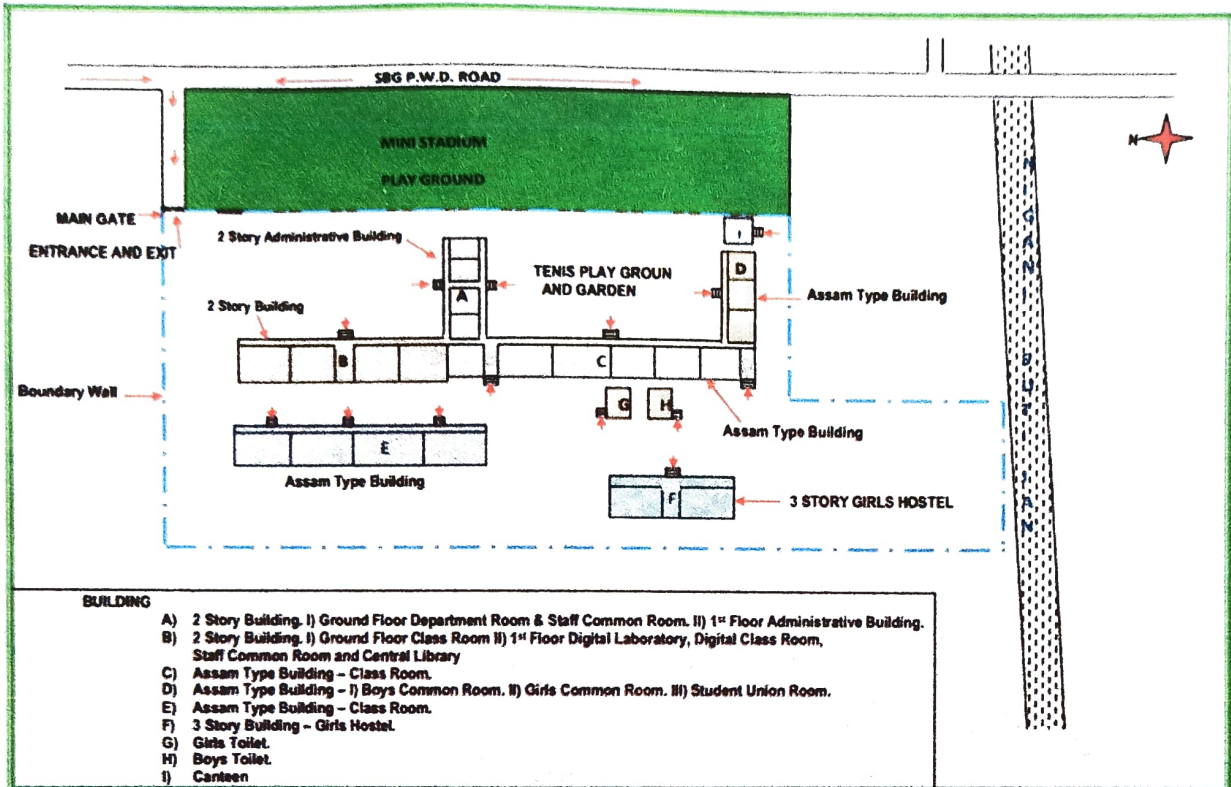 SBG P.W.D. ROAD
MINI STADIUM
PLAY GROUND
N
MAIN GATE
ENTRANCE AND EXIT
2 Story Administrative Building
I
D
TENIS PLAY GROUN
AND GARDEN
A
Assam Type Building
2 Story Building
B
C
Boundary Wall
G
H
Assam Type Building
E
Assam Type Building
F
3 STORY GIRLS HOSTEL
BUILDING
A) 2 Story Building. I) Ground Floor Department Room & Staff Common Room. II) 1st Floor Administrative Building.
B) 2 Story Building. I) Ground Floor Class Room II) 1st Floor Digital Laboratory, Digital Class Room,
Staff Common Room and Central Library
C) Assam Type Building – Class Room.
D) Assam Type Building – I) Boys Common Room. II) Girls Common Room. III) Student Union Room.
E) Assam Type Building – Class Room.
F) 3 Story Building – Girls Hostel.
G) Girls Toilet.
H) Boys Toilet.
I) Canteen